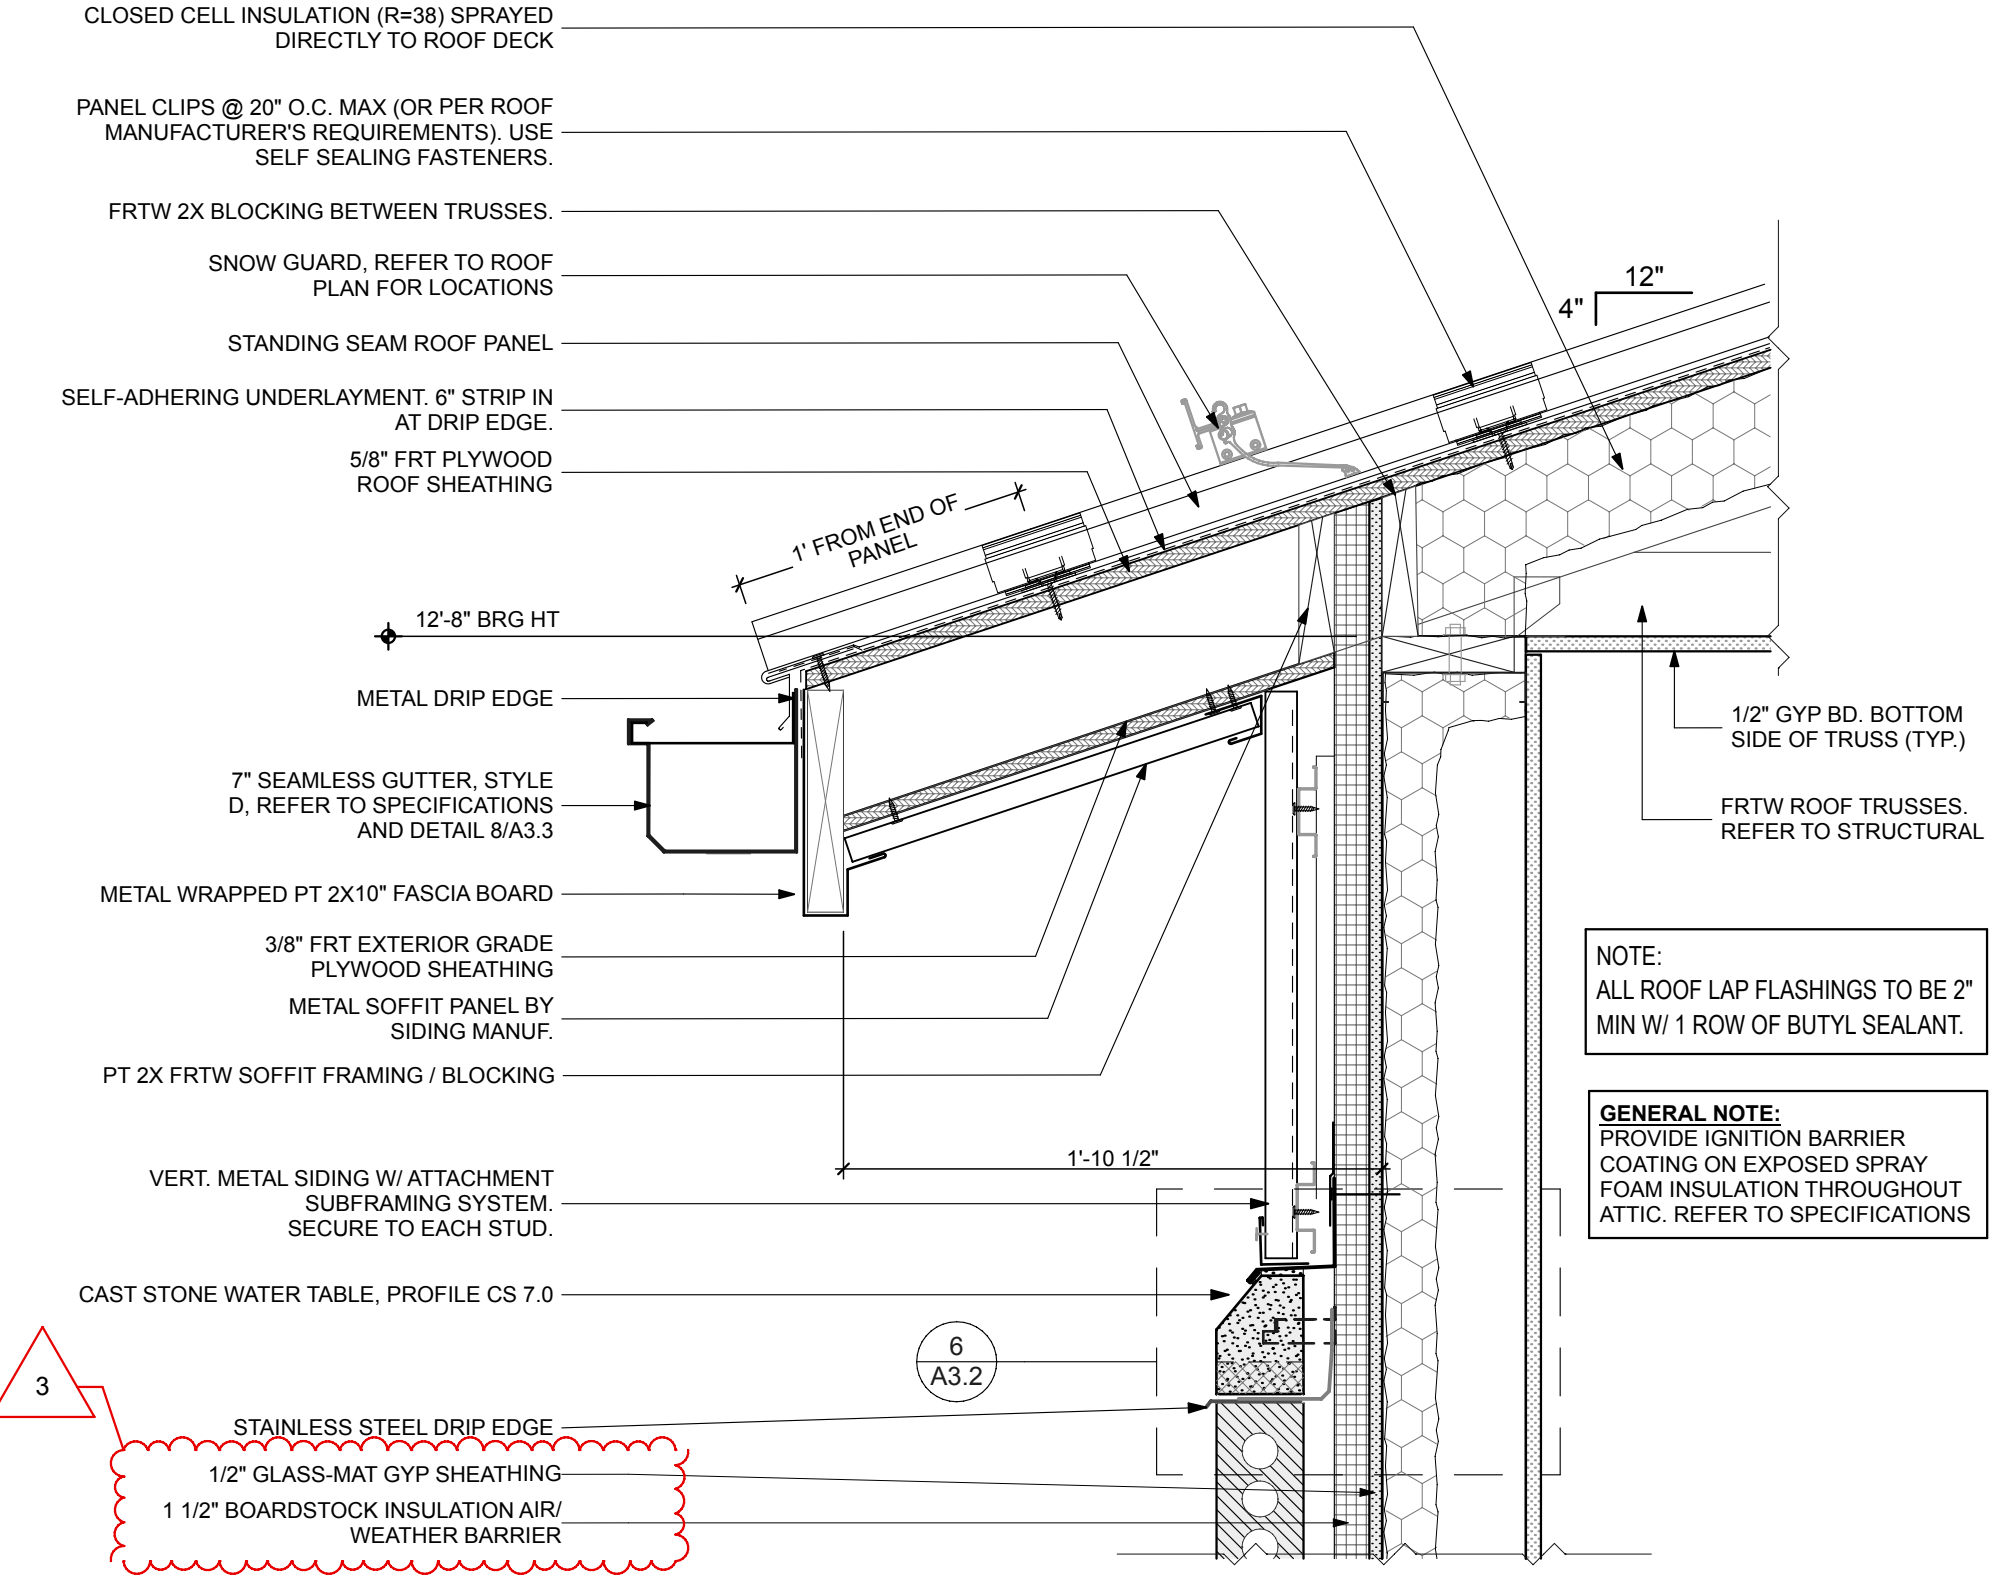 CLOSED CELL INSULATION (R=38) SPRAYED
DIRECTLY TO ROOF DECK
PANEL CLIPS @ 20" O.C. MAX (OR PER ROOF
MANUFACTURER'S REQUIREMENTS). USE
SELF SEALING FASTENERS.
FRTW 2X BLOCKING BETWEEN TRUSSES.
SNOW GUARD, REFER TO ROOF
PLAN FOR LOCATIONS
12"
4"
STANDING SEAM ROOF PANEL
SELF-ADHERING UNDERLAYMENT. 6" STRIP IN
AT DRIP EDGE.
5/8" FRT PLYWOOD
ROOF SHEATHING
1' FROM END OF
PANEL
12'-8" BRG HT
METAL DRIP EDGE
1/2" GYP BD. BOTTOM
SIDE OF TRUSS (TYP.)
7" SEAMLESS GUTTER, STYLE
D, REFER TO SPECIFICATIONS
AND DETAIL 8/A3.3
FRTW ROOF TRUSSES.
REFER TO STRUCTURAL
METAL WRAPPED PT 2X10" FASCIA BOARD
3/8" FRT EXTERIOR GRADE
PLYWOOD SHEATHING
NOTE:
ALL ROOF LAP FLASHINGS TO BE 2"
MIN W/ 1 ROW OF BUTYL SEALANT.
METAL SOFFIT PANEL BY
SIDING MANUF.
PT 2X FRTW SOFFIT FRAMING / BLOCKING
GENERAL NOTE:
PROVIDE IGNITION BARRIER
COATING ON EXPOSED SPRAY
FOAM INSULATION THROUGHOUT
ATTIC. REFER TO SPECIFICATIONS
1'-10 1/2"
VERT. METAL SIDING W/ ATTACHMENT
SUBFRAMING SYSTEM.
SECURE TO EACH STUD.
CAST STONE WATER TABLE, PROFILE CS 7.0
6
A3.2
3
STAINLESS STEEL DRIP EDGE
1/2" GLASS-MAT GYP SHEATHING
1 1/2" BOARDSTOCK INSULATION AIR/
WEATHER BARRIER